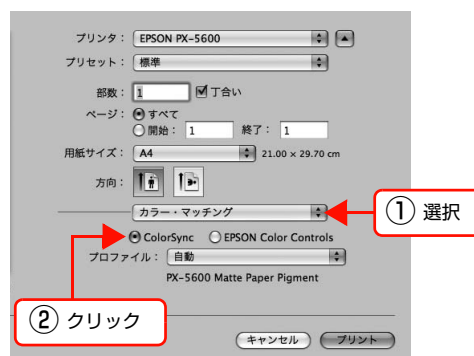 プリンタ： EPSON PX-5600
プリセット： 標準
部数： 1 丁合い
ページ： すべて
開始： 1 終了： 1
用紙サイズ： A4 21.00 × 29.70 cm
方向：
カラー・マッチング
① 選択
ColorSync EPSON Color Controls
プロファイル： 自動
PX-5600 Matte Paper Pigment
② クリック
キャンセル プリント